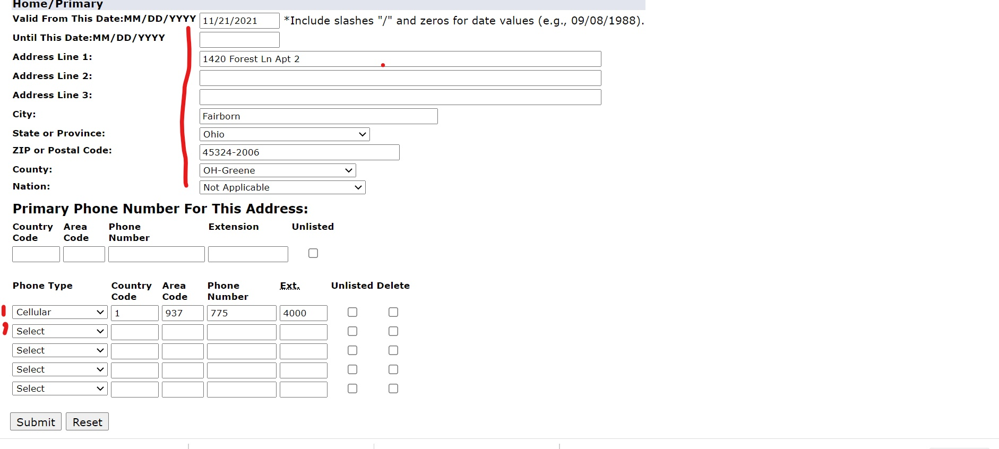 Home/Primary
Valid From This Date:MM/DD/YYYY 11/21/2021 *Include slashes "/" and zeros for date values (e.g., 09/08/1988).
Until This Date:MM/DD/YYYY
Address Line 1: 1420 Forest Ln Apt 2
Address Line 2:
Address Line 3:
City: Fairborn
State or Province: Ohio
ZIP or Postal Code: 45324-2006
County: OH-Greene
Nation: Not Applicable
Primary Phone Number For This Address:
Country Area Phone Extension Unlisted
Code Code Number
Phone Type Country Area Phone Ext. Unlisted Delete
Code Code Number
Cellular 1 937 775 4000
Select
Select
Select
Select
Submit Reset